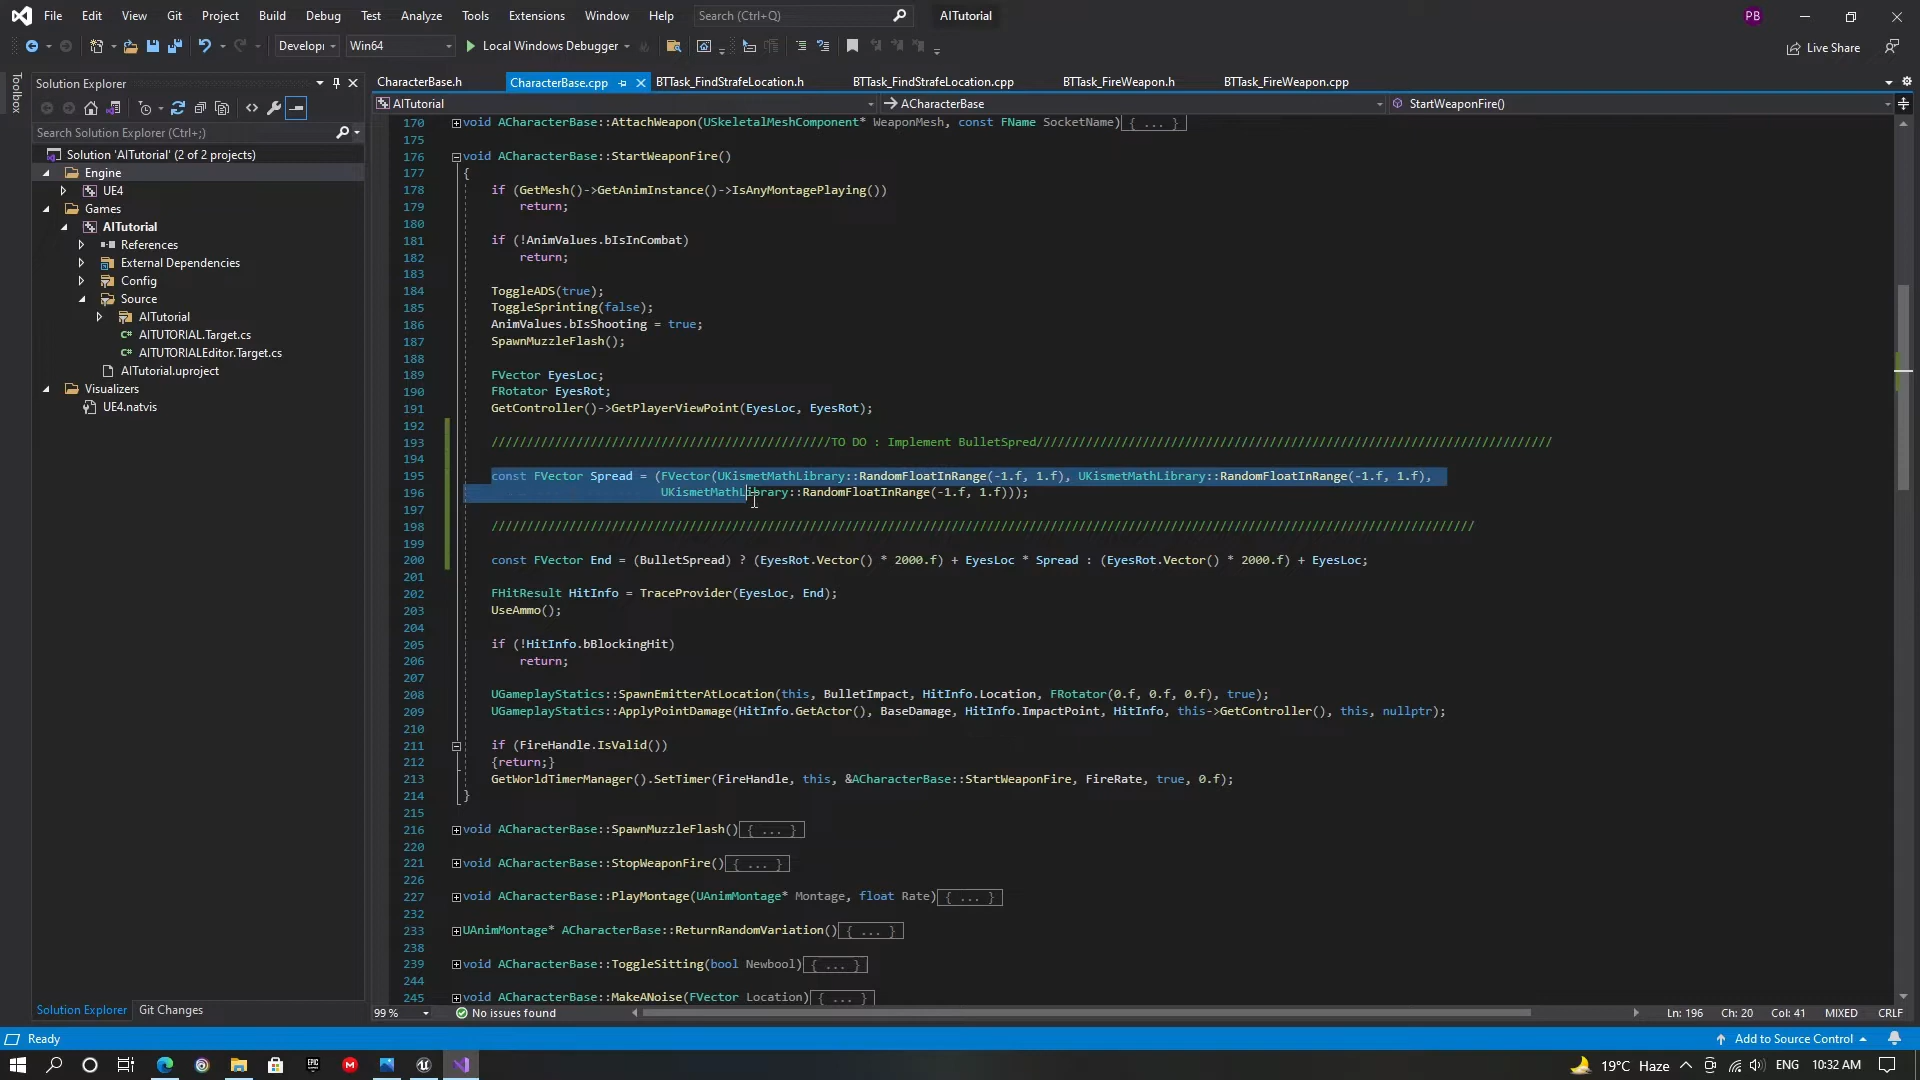 File Edit View Git Project Build Debug Test Analyze Tools Extensions Window Help Search (Ctrl+Q) AITutorial PB
Developr Win64 Local Windows Debugger Live Share
Toolbox
Solution Explorer
Search Solution Explorer (Ctrl+;)
Solution 'AITutorial' (2 of 2 projects)
Engine
UE4
Games
AITutorial
References
External Dependencies
Config
Source
AITutorial
AITUTORIAL.Target.cs
AITUTORIALEditor.Target.cs
AITutorial.uproject
Visualizers
UE4.natvis
Solution Explorer Git Changes
CharacterBase.h CharacterBase.cpp BTTask_FindStrafeLocation.h BTTask_FindStrafeLocation.cpp BTTask_FireWeapon.h BTTask_FireWeapon.cpp
AITutorial ACharacterBase StartWeaponFire()
170 void ACharacterBase::AttachWeapon(USkeletalMeshComponent* WeaponMesh, const FName SocketName){ ... }
175
176 void ACharacterBase::StartWeaponFire()
177 {
178 if (GetMesh()->GetAnimInstance()->IsAnyMontagePlaying())
179 return;
180
181 if (!AnimValues.bIsInCombat)
182 return;
183
184 ToggleADS(true);
185 ToggleSprinting(false);
186 AnimValues.bIsShooting = true;
187 SpawnMuzzleFlash();
188
189 FVector EyesLoc;
190 FRotator EyesRot;
191 GetController()->GetPlayerViewPoint(EyesLoc, EyesRot);
192
193 ////////////////////////////////////////////////TO DO : Implement BulletSpred/////////////////////////////////////////////////////////////////////////
194
195 const FVector Spread = (FVector(UKismetMathLibrary::RandomFloatInRange(-1.f, 1.f), UKismetMathLibrary::RandomFloatInRange(-1.f, 1.f),
196 UKismetMathLibrary::RandomFloatInRange(-1.f, 1.f)));
197
198 ///////////////////////////////////////////////////////////////////////////////////////////////////////////////////////////////////////////
199
200 const FVector End = (BulletSpread) ? (EyesRot.Vector() * 2000.f) + EyesLoc * Spread : (EyesRot.Vector() * 2000.f) + EyesLoc;
201
202 FHitResult HitInfo = TraceProvider(EyesLoc, End);
203 UseAmmo();
204
205 if (!HitInfo.bBlockingHit)
206 return;
207
208 UGameplayStatics::SpawnEmitterAtLocation(this, BulletImpact, HitInfo.Location, FRotator(0.f, 0.f, 0.f), true);
209 UGameplayStatics::ApplyPointDamage(HitInfo.GetActor(), BaseDamage, HitInfo.ImpactPoint, HitInfo, this->GetController(), this, nullptr);
210
211 if (FireHandle.IsValid())
212 {return;}
213 GetWorldTimerManager().SetTimer(FireHandle, this, &ACharacterBase::StartWeaponFire, FireRate, true, 0.f);
214 }
215
216 void ACharacterBase::SpawnMuzzleFlash(){ ... }
220
221 void ACharacterBase::StopWeaponFire(){ ... }
226
227 void ACharacterBase::PlayMontage(UAnimMontage* Montage, float Rate){ ... }
232
233 UAnimMontage* ACharacterBase::ReturnRandomVariation(){ ... }
238
239 void ACharacterBase::ToggleSitting(bool Newbool){ ... }
244
245 void ACharacterBase::MakeANoise(FVector Location){ ... }
99 % No issues found Ln: 196 Ch: 20 Col: 41 MIXED CRLF
Ready Add to Source Control
19°C Haze ENG 10:32 AM